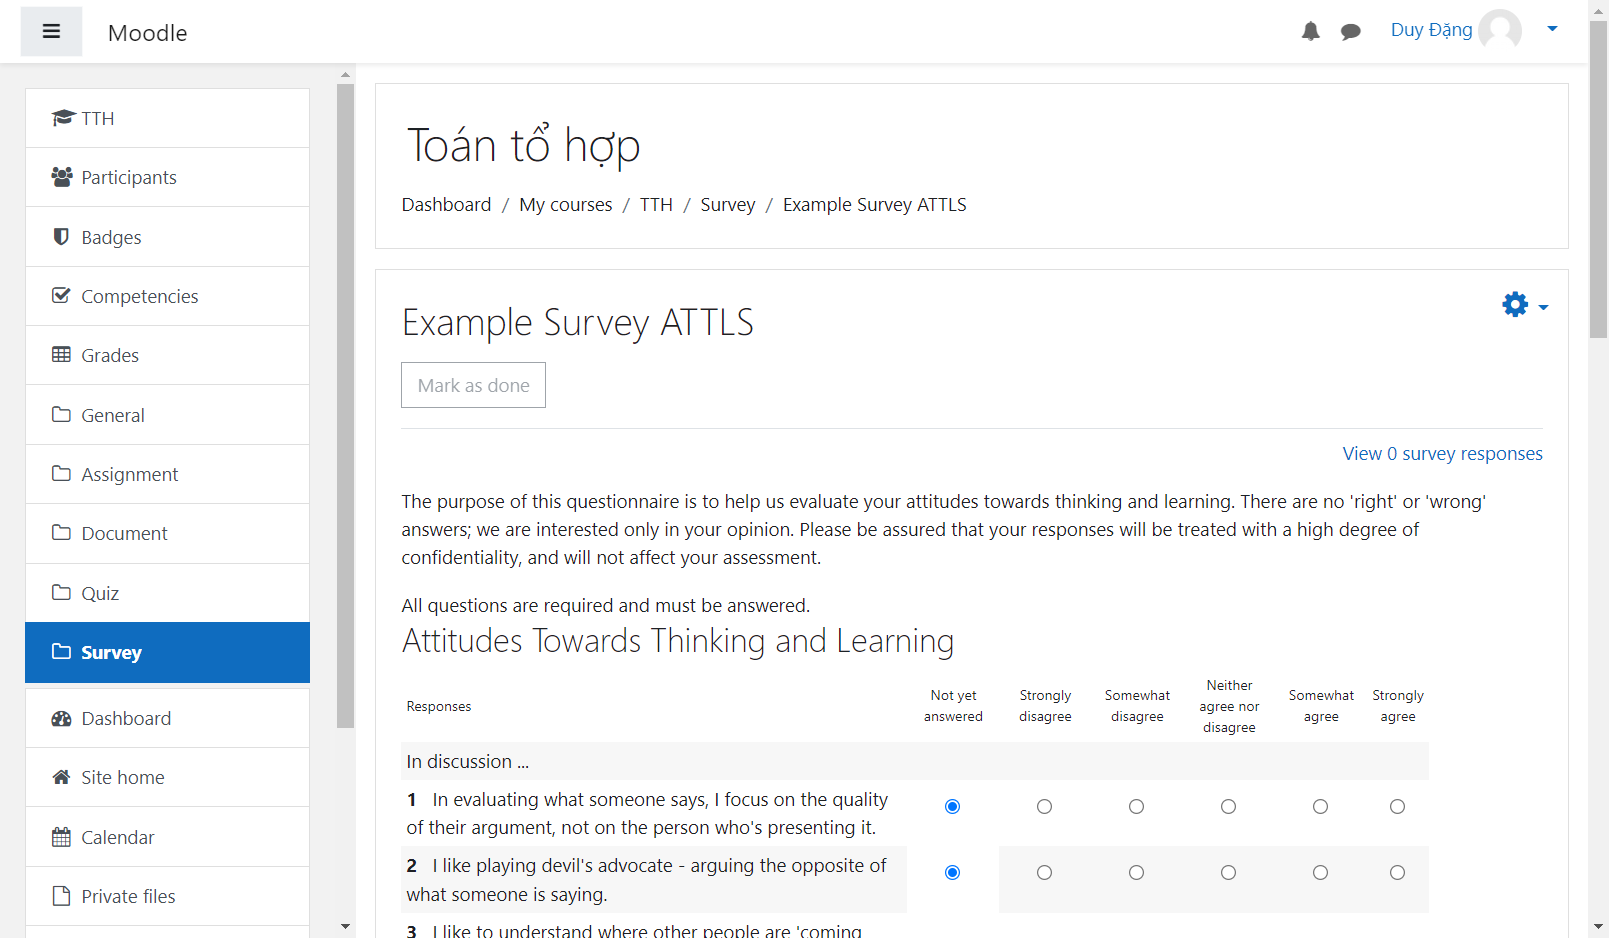 Moodle
Duy Đặng
TTH
Participants
Badges
Competencies
Grades
General
Assignment
Document
Quiz
Survey
Dashboard
Site home
Calendar
Private files
Toán tổ hợp
Dashboard / My courses / TTH / Survey / Example Survey ATTLS
Example Survey ATTLS
Mark as done
View 0 survey responses
The purpose of this questionnaire is to help us evaluate your attitudes towards thinking and learning. There are no 'right' or 'wrong'
answers; we are interested only in your opinion. Please be assured that your responses will be treated with a high degree of
confidentiality, and will not affect your assessment.
All questions are required and must be answered.
Attitudes Towards Thinking and Learning
Responses
Not yet answered
Strongly disagree
Somewhat disagree
Neither agree nor disagree
Somewhat agree
Strongly agree
In discussion ...
1 In evaluating what someone says, I focus on the quality
of their argument, not on the person who's presenting it.
2 I like playing devil's advocate - arguing the opposite of
what someone is saying.
3 I like to understand where other people are 'coming